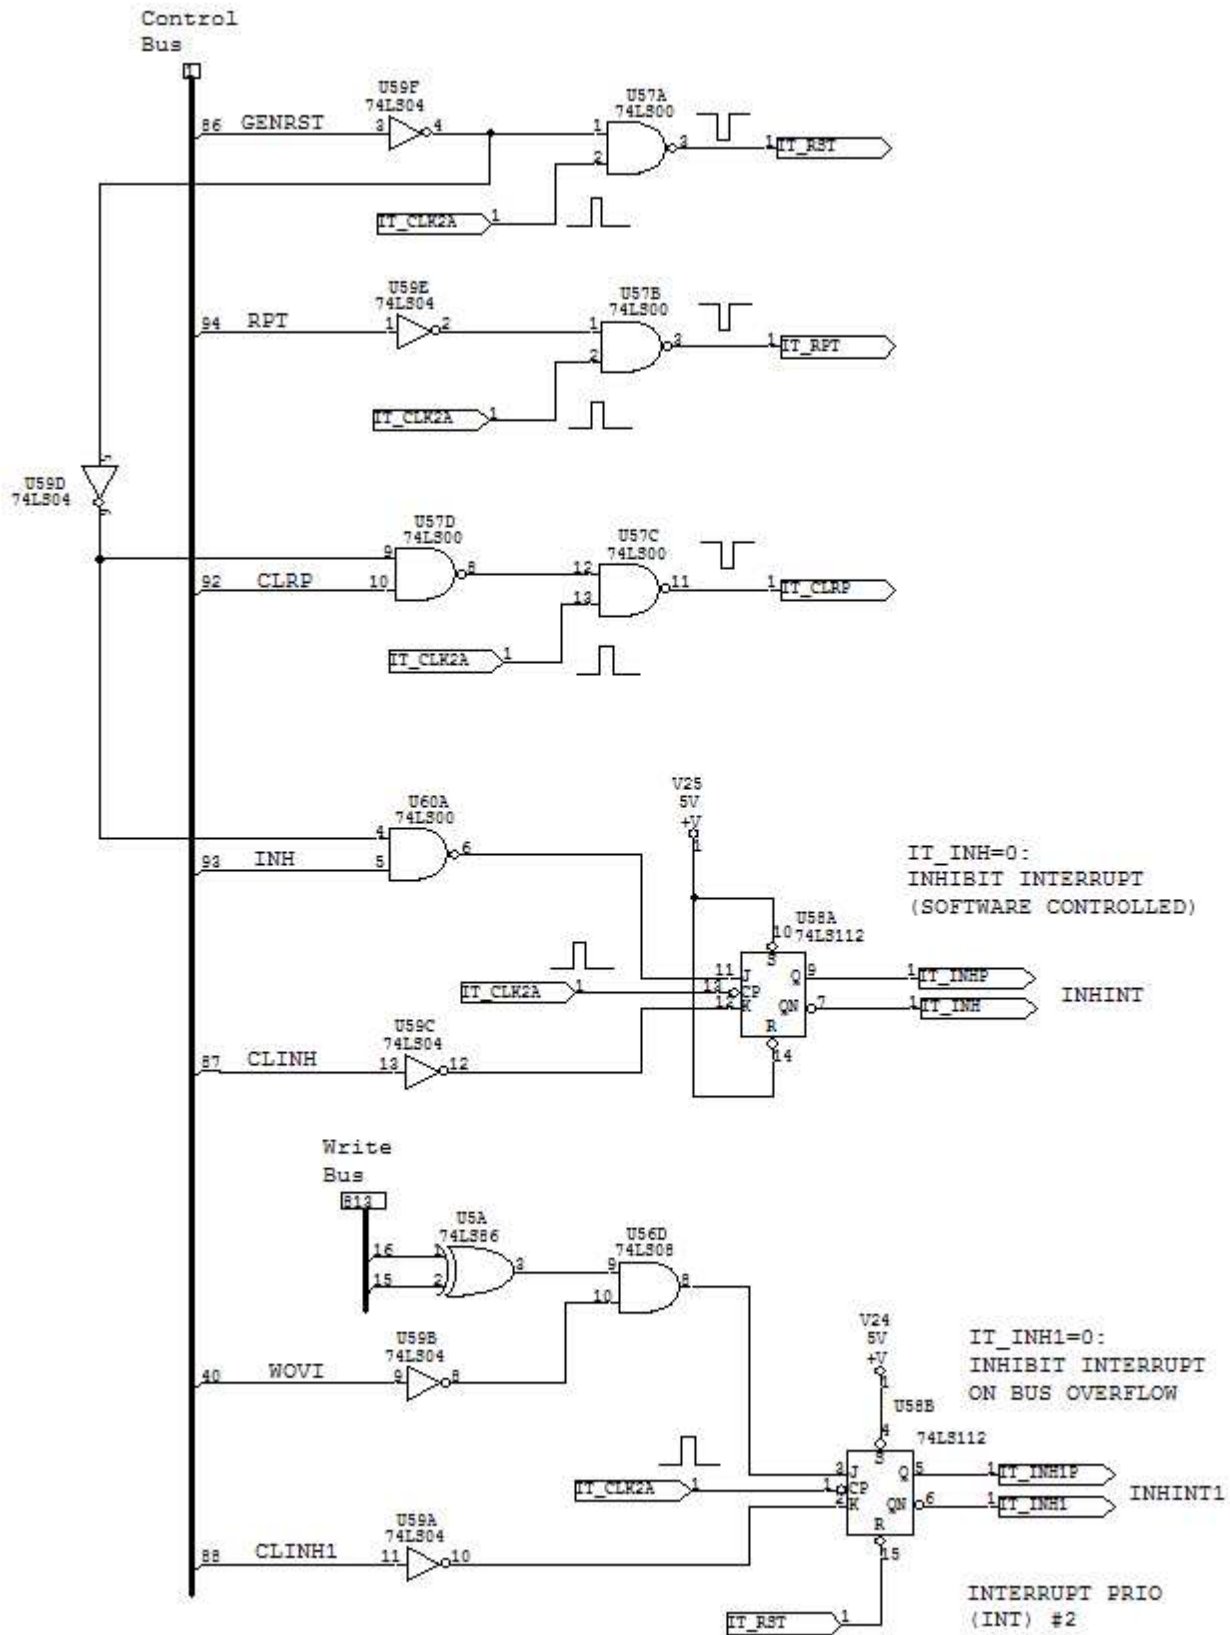 Control
Bus
1
U59F
74LS04
U57A
74LS00
86
GENRST
3
4
1
2
3
1
IT_RST
IT_CLK2A
1
U59E
74LS04
U57B
74LS00
94
RPT
1
2
1
2
3
1
IT_RPT
IT_CLK2A
1
U59D
74LS04
5
6
U57D
74LS00
U57C
74LS00
9
92
CLRP
10
8
12
13
11
1
IT_CLRP
IT_CLK2A
1
V25
5V
+V
1
U60A
74LS00
4
93
INH
5
6
IT_INH=0:
INHIBIT INTERRUPT
(SOFTWARE CONTROLLED)
U58A
74LS112
10
S
11
J
Q
9
1
IT_INHP
IT_CLK2A
1
13
CP
12
K
QN
7
1
IT_INH
INHINT
R
14
U59C
74LS04
87
CLINH
13
12
Write
Bus
813
U5A
74LS86
U56D
74LS08
16
1
15
2
3
9
10
8
U59B
74LS04
40
WOVI
9
8
V24
5V
+V
1
IT_INH1=0:
INHIBIT INTERRUPT
ON BUS OVERFLOW
U58B
74LS112
4
S
3
J
Q
5
1
IT_INH1P
IT_CLK2A
1
1
CP
2
K
QN
6
1
IT_INH1
INHINT1
R
15
U59A
74LS04
88
CLINH1
11
10
INTERRUPT PRIO
(INT) #2
IT_RST
1